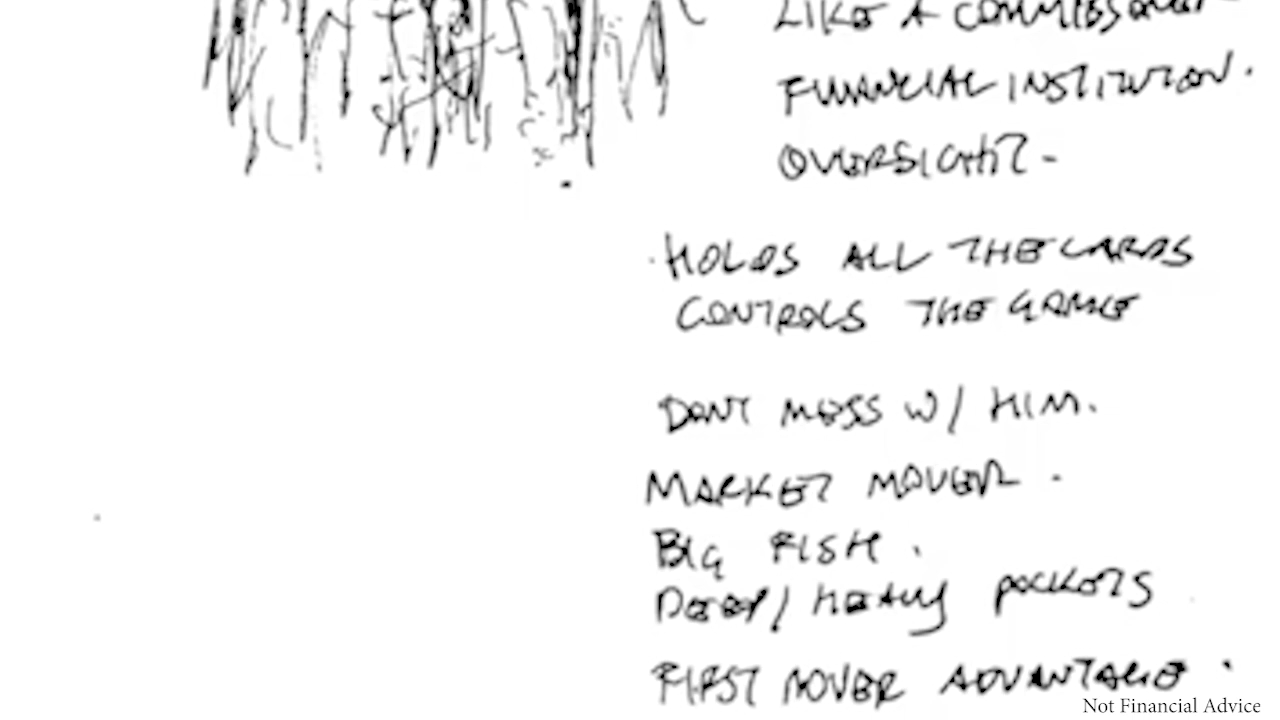 LIKE A
FINANCIAL INSTITUTION.
OVERSIGHT -
· HOLDS ALL THE CARDS
CONTROLS THE GAME
DONT MESS W/ HIM.
MARKET MOVER .
BIG FISH .
DEEP/ HEAVY POCKETS
FIRST MOVER ADVANTAGE .
Not Financial Advice